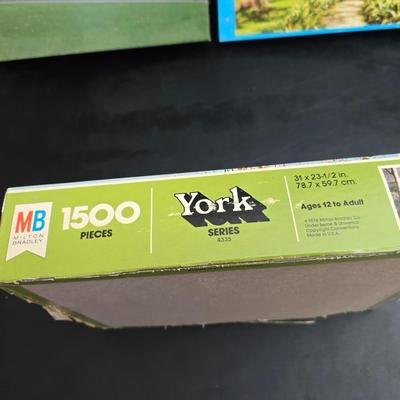 MB
MILTON
BRADLEY
1500
PIECES
York
SERIES
4335
31 x 23-1/2 in.
78.7 x 59.7 cm.
Ages 12 to Adult
© 1976 Milton Bradley Co.
Under Berne & Universal
Copyright Conventions
Made in U.S.A.